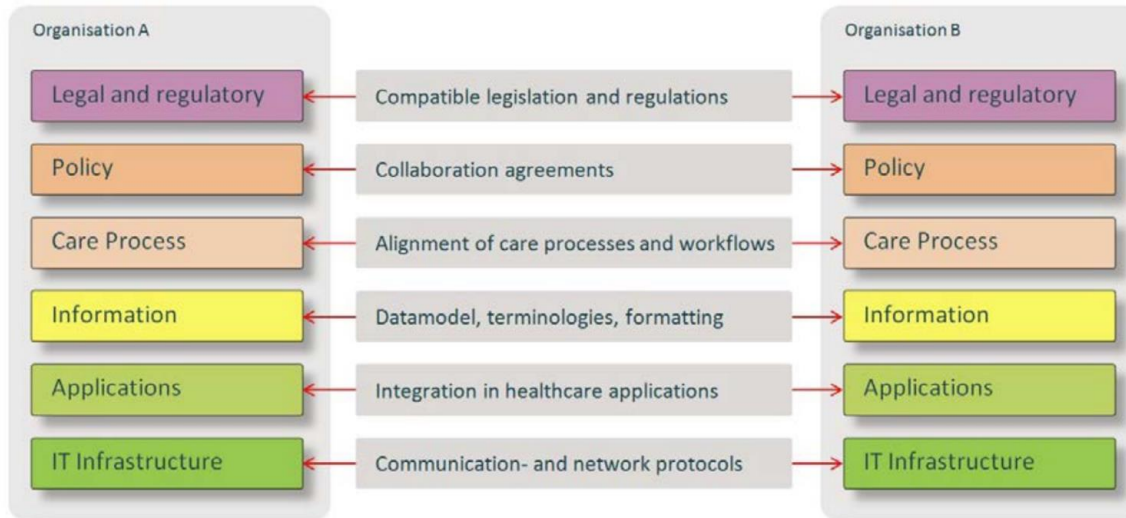 Organisation A
Organisation B
Legal and regulatory
Compatible legislation and regulations
Legal and regulatory
Policy
Collaboration agreements
Policy
Care Process
Alignment of care processes and workflows
Care Process
Information
Datamodel, terminologies, formatting
Information
Applications
Integration in healthcare applications
Applications
IT Infrastructure
Communication- and network protocols
IT Infrastructure